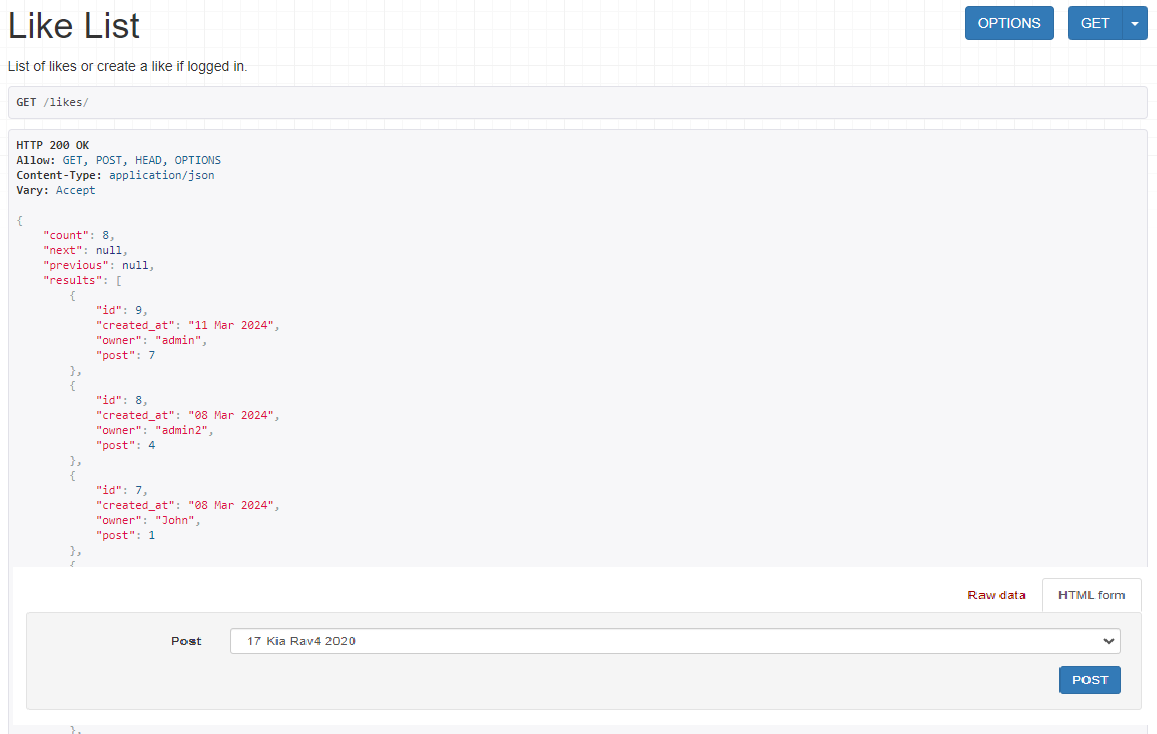 Like List
OPTIONS
GET
List of likes or create a like if logged in.
GET /likes/
HTTP 200 OK
Allow: GET, POST, HEAD, OPTIONS
Content-Type: application/json
Vary: Accept
{
"count": 8,
"next": null,
"previous": null,
"results": [
{
"id": 9,
"created_at": "11 Mar 2024",
"owner": "admin",
"post": 7
},
{
"id": 8,
"created_at": "08 Mar 2024",
"owner": "admin2",
"post": 4
},
{
"id": 7,
"created_at": "08 Mar 2024",
"owner": "John",
"post": 1
},
{
Raw data
HTML form
Post
17 Kia Rav4 2020
POST
},